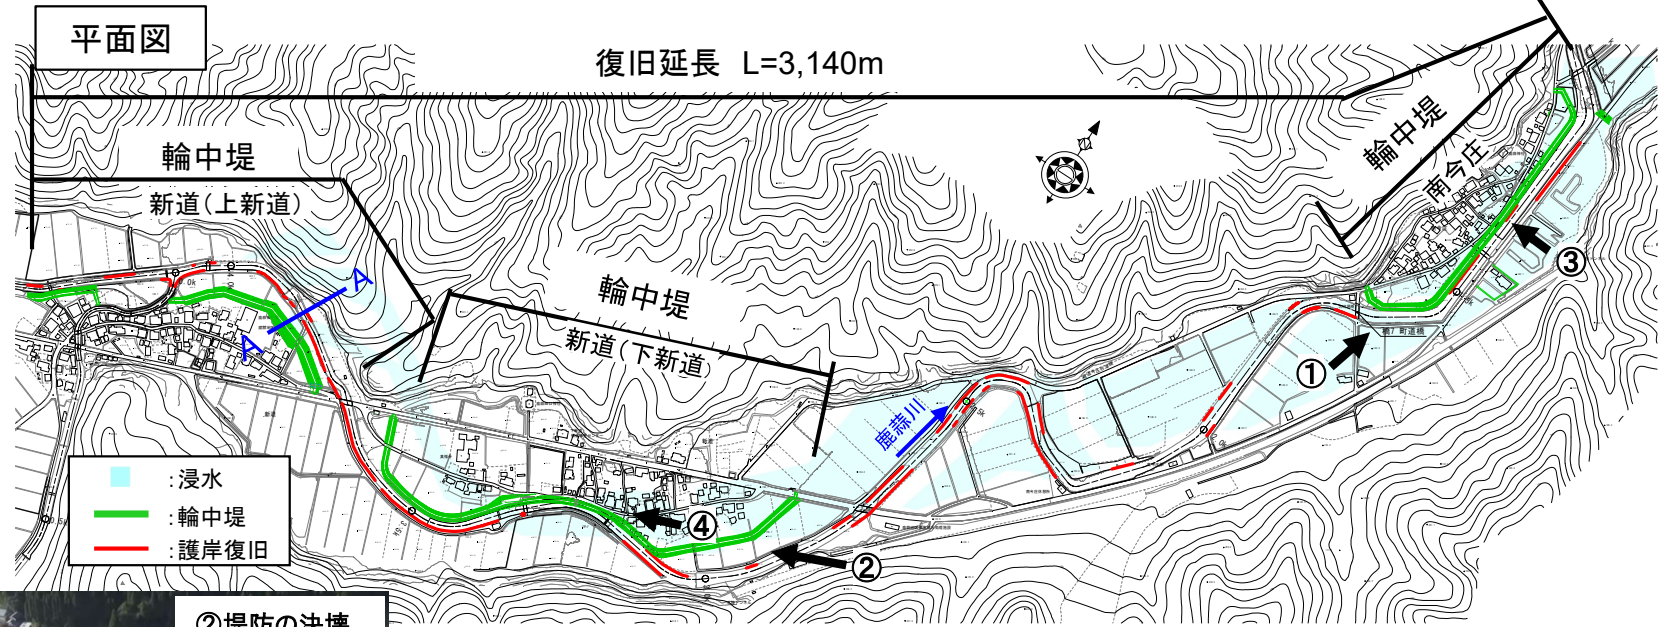 平面図
復旧延長 L=3,140m
輪中堤
新道(上新道)
輪中堤
新道(下新道)
輪中堤
南今庄
A
A
鹿蒜川
①
②
③
④
:浸水
:輪中堤
:護岸復旧
②堤防の決壊